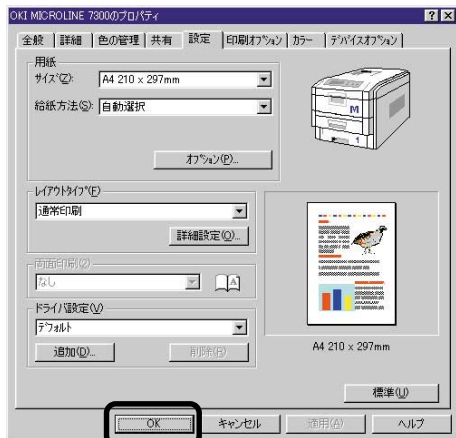 OKI MICROLINE 7300のプロパティ
全般 詳細 色の管理 共有 設定 印刷オプション カラー デバイスオプション
用紙
サイズ(Z): A4 210 x 297mm
給紙方法(S): 自動選択
オプション(P)...
レイアウトタイプ(F)
通常印刷
詳細設定(O)...
両面印刷(2)
なし
ドライバ設定(V)
デフォルト
追加(D)... 削除(R)
M
1
A4 210 x 297mm
標準(U)
OK キャンセル 適用(A) ヘルプ